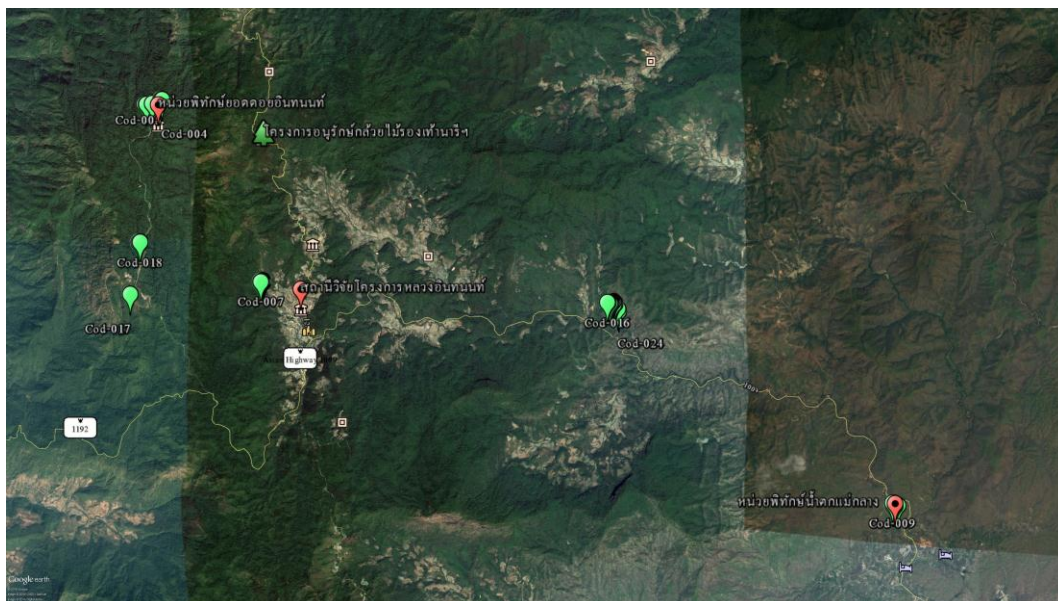 หน่วยพิทักษ์ยอดดอยอินทนนท์
Cod-00
Cod-004
โครงการอนุรักษ์กล้วยไม้รองเท้านารีฯ
Cod-018
Cod-007
สถานีวิจัยโครงการหลวงอินทนนท์
Cod-017
Cod-016
Cod-024
Highway
1009
1192
หน่วยพิทักษ์น้ำตกแม่กลาง
Cod-009
Google earth